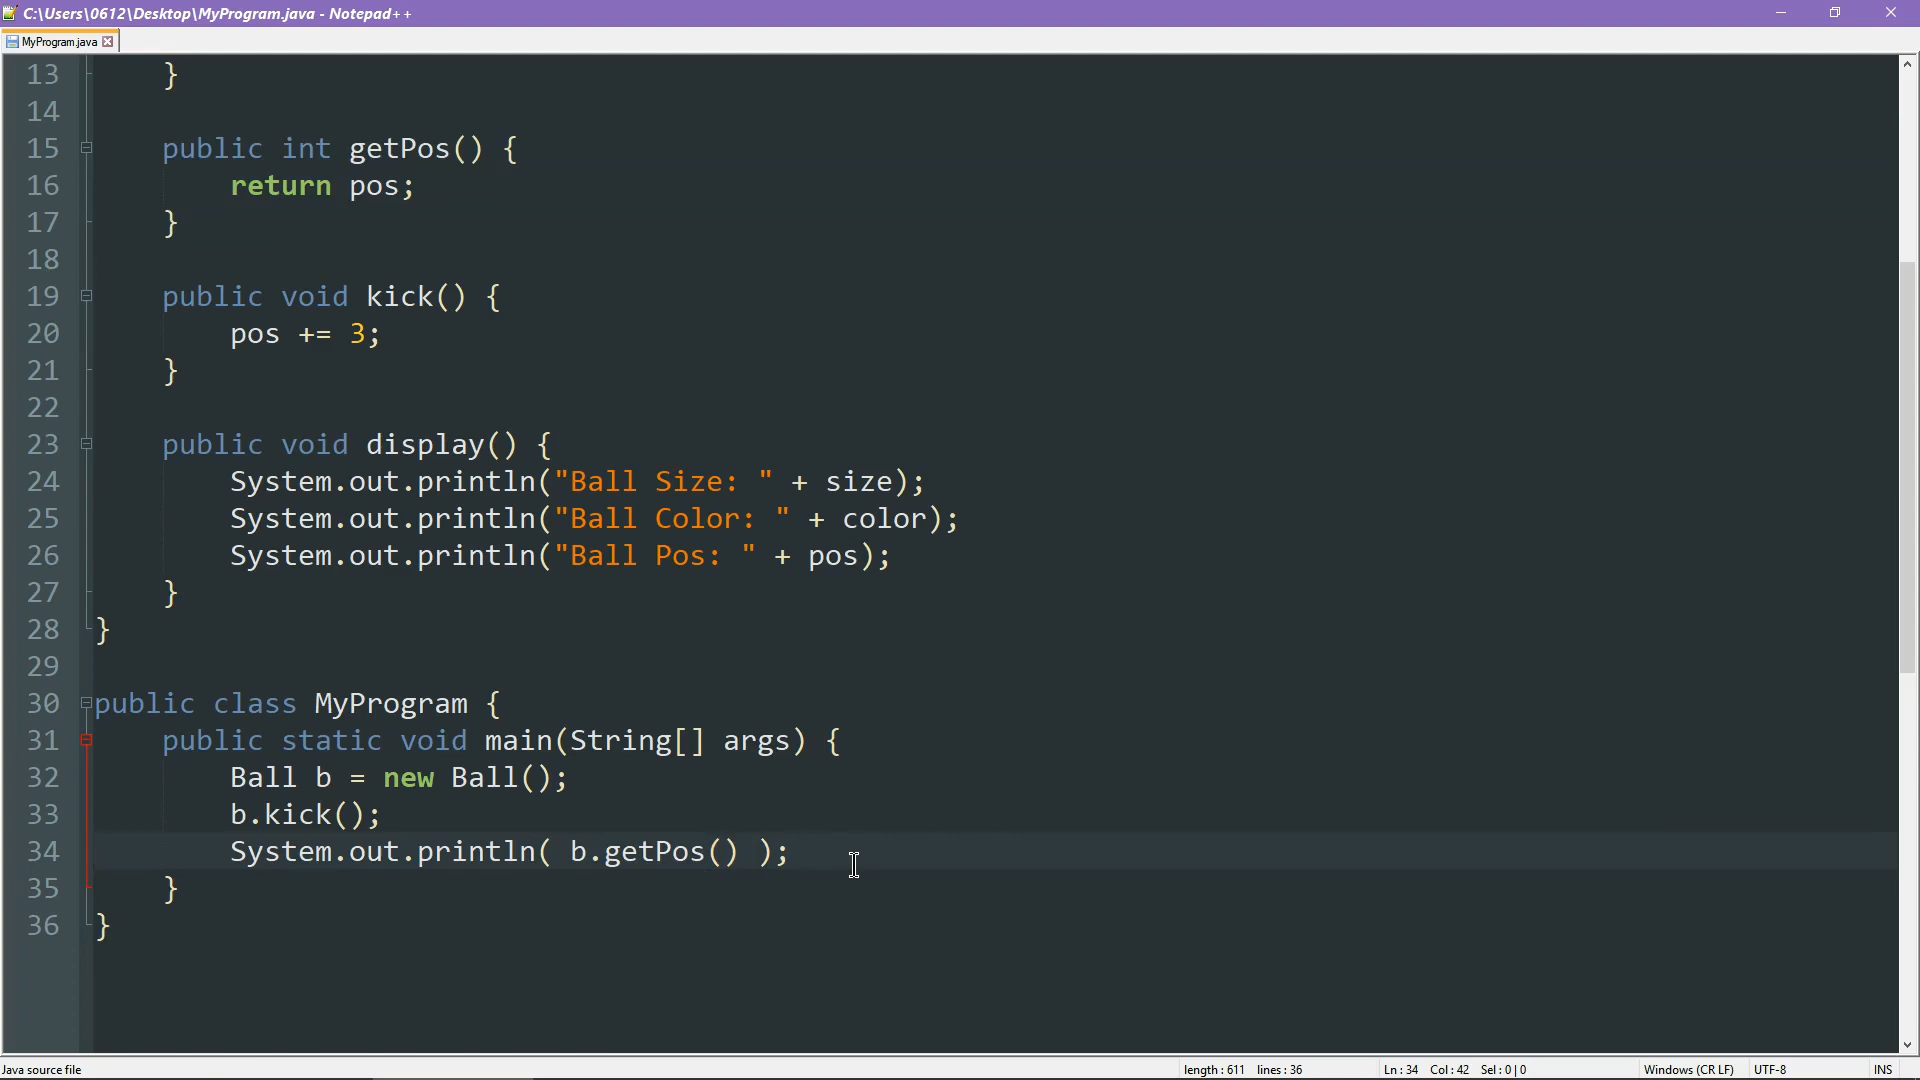 C:\Users\0612\Desktop\MyProgram.java - Notepad++
MyProgram.java
13 }
14
15 public int getPos() {
16 return pos;
17 }
18
19 public void kick() {
20 pos += 3;
21 }
22
23 public void display() {
24 System.out.println("Ball Size: " + size);
25 System.out.println("Ball Color: " + color);
26 System.out.println("Ball Pos: " + pos);
27 }
28 }
29
30 public class MyProgram {
31 public static void main(String[] args) {
32 Ball b = new Ball();
33 b.kick();
34 System.out.println( b.getPos() );
35 }
36 }
Java source file length : 611 lines : 36 Ln : 34 Col : 42 Sel : 0 | 0 Windows (CR LF) UTF-8 INS